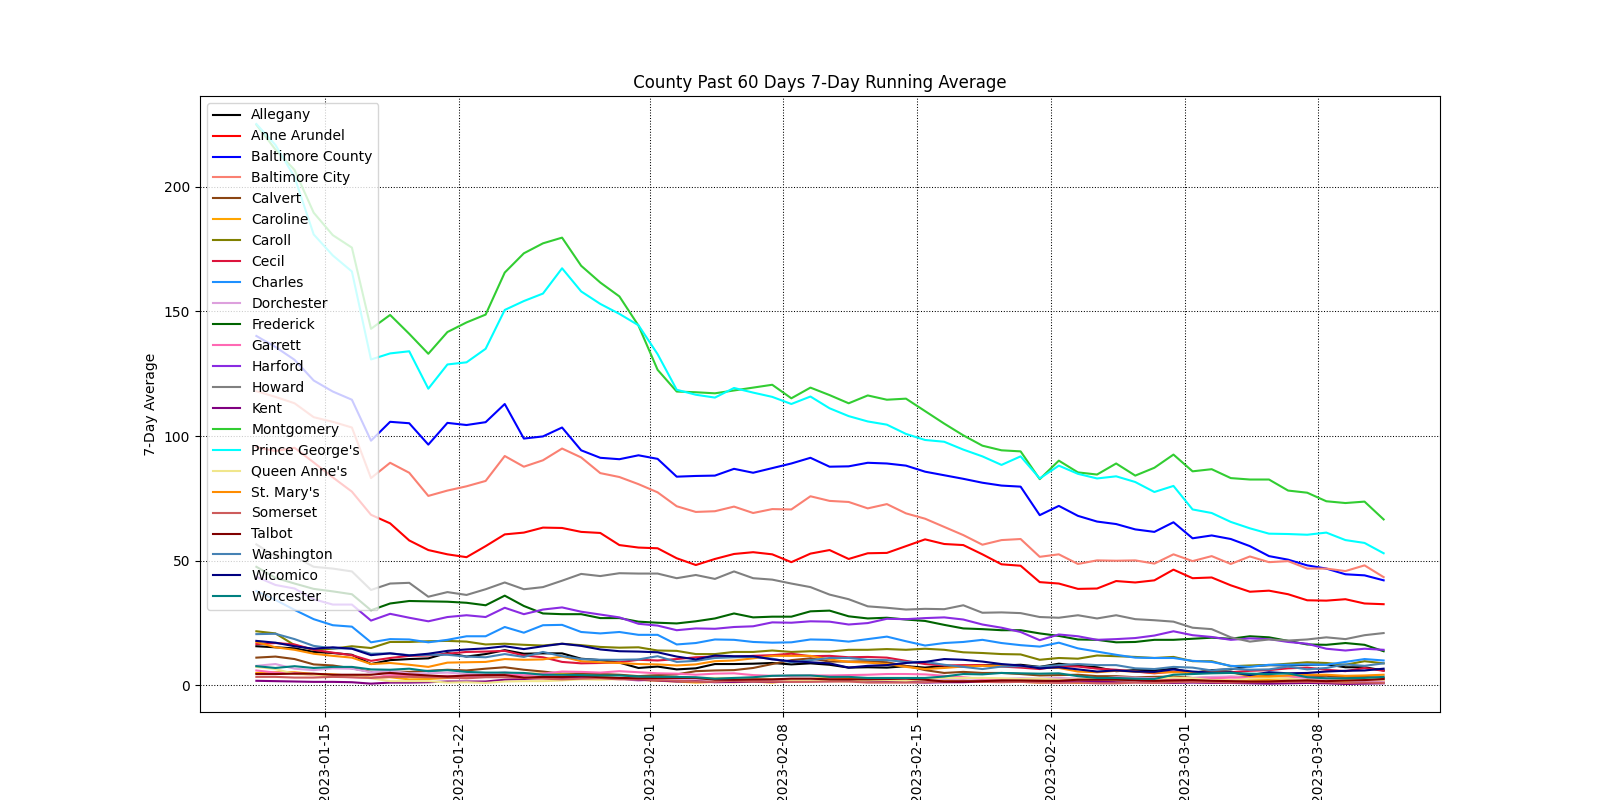 County Past 60 Days 7-Day Running Average
7-Day Average
200
150
100
50
0
Allegany
Anne Arundel
Baltimore County
Baltimore City
Calvert
Caroline
Caroll
Cecil
Charles
Dorchester
Frederick
Garrett
Harford
Howard
Kent
Montgomery
Prince George's
Queen Anne's
St. Mary's
Somerset
Talbot
Washington
Wicomico
Worcester
2023-01-15
2023-01-22
2023-02-01
2023-02-08
2023-02-15
2023-02-22
2023-03-01
2023-03-08